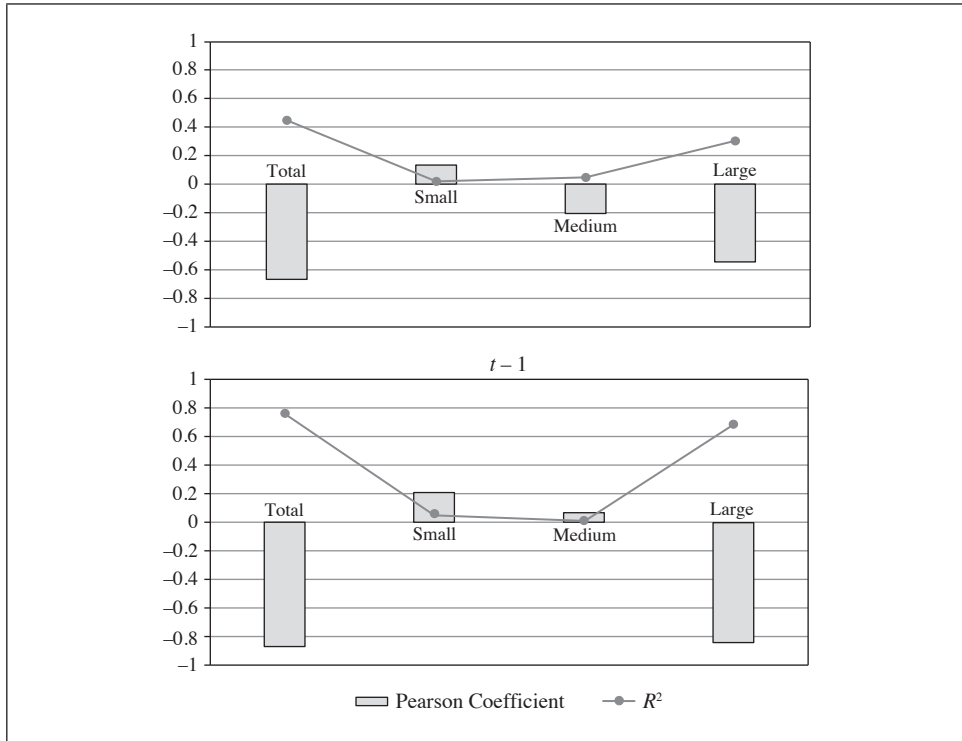 1
0.8
0.6
0.4
0.2
0
–0.2
–0.4
–0.6
–0.8
–1
Total
Small
Medium
Large
t – 1
1
0.8
0.6
0.4
0.2
0
–0.2
–0.4
–0.6
–0.8
–1
Total
Small
Medium
Large
Pearson Coefficient R²